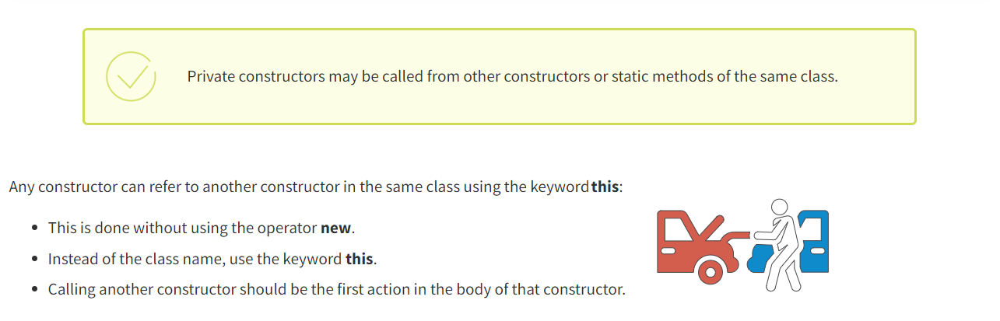 Private constructors may be called from other constructors or static methods of the same class.
Any constructor can refer to another constructor in the same class using the keyword this:
• This is done without using the operator new.
• Instead of the class name, use the keyword this.
• Calling another constructor should be the first action in the body of that constructor.